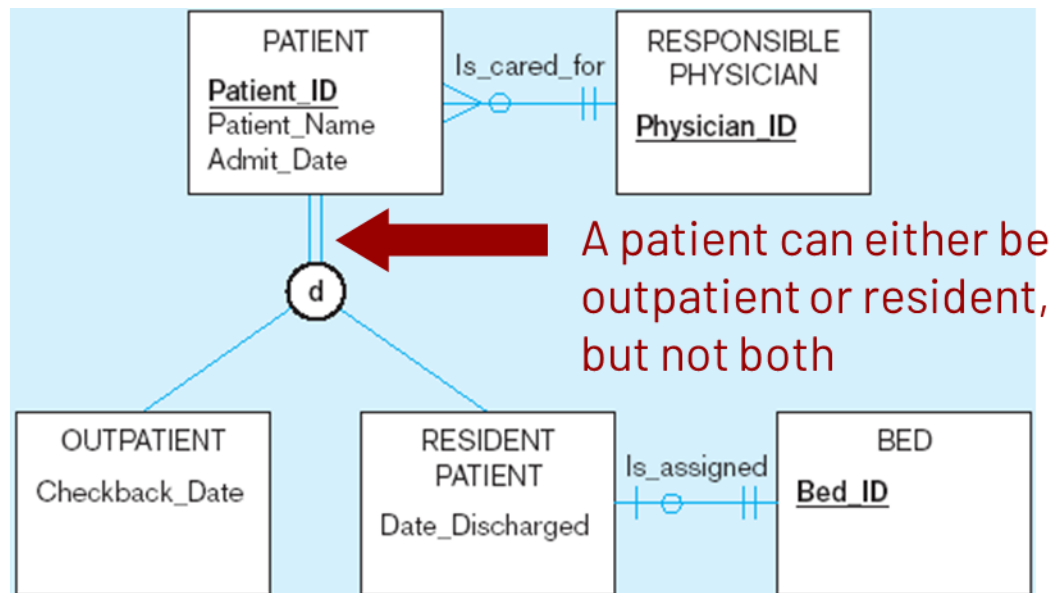 PATIENT
Patient_ID
Patient_Name
Admit_Date
Is_cared_for
RESPONSIBLE
PHYSICIAN
Physician_ID
A patient can either be
outpatient or resident,
but not both
d
OUTPATIENT
Checkback_Date
RESIDENT
PATIENT
Date_Discharged
Is_assigned
BED
Bed_ID